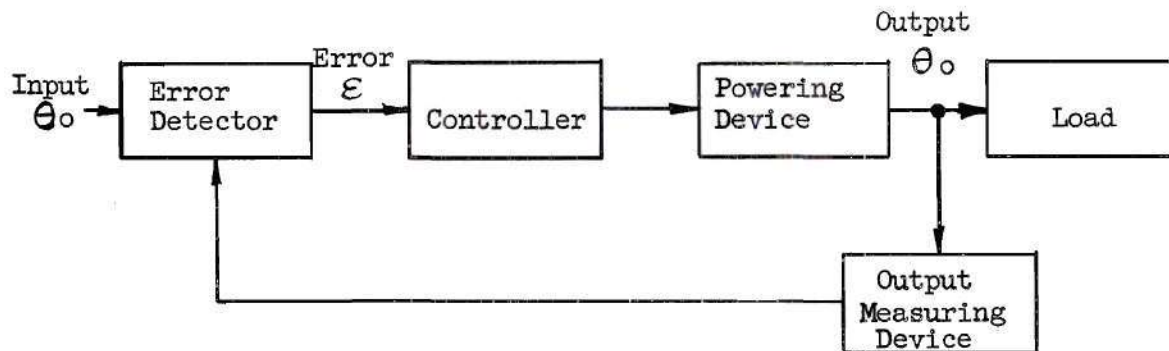 Input
θo
Error
Detector
Error
ε
Controller
Powering
Device
Output
θo
Load
Output
Measuring
Device